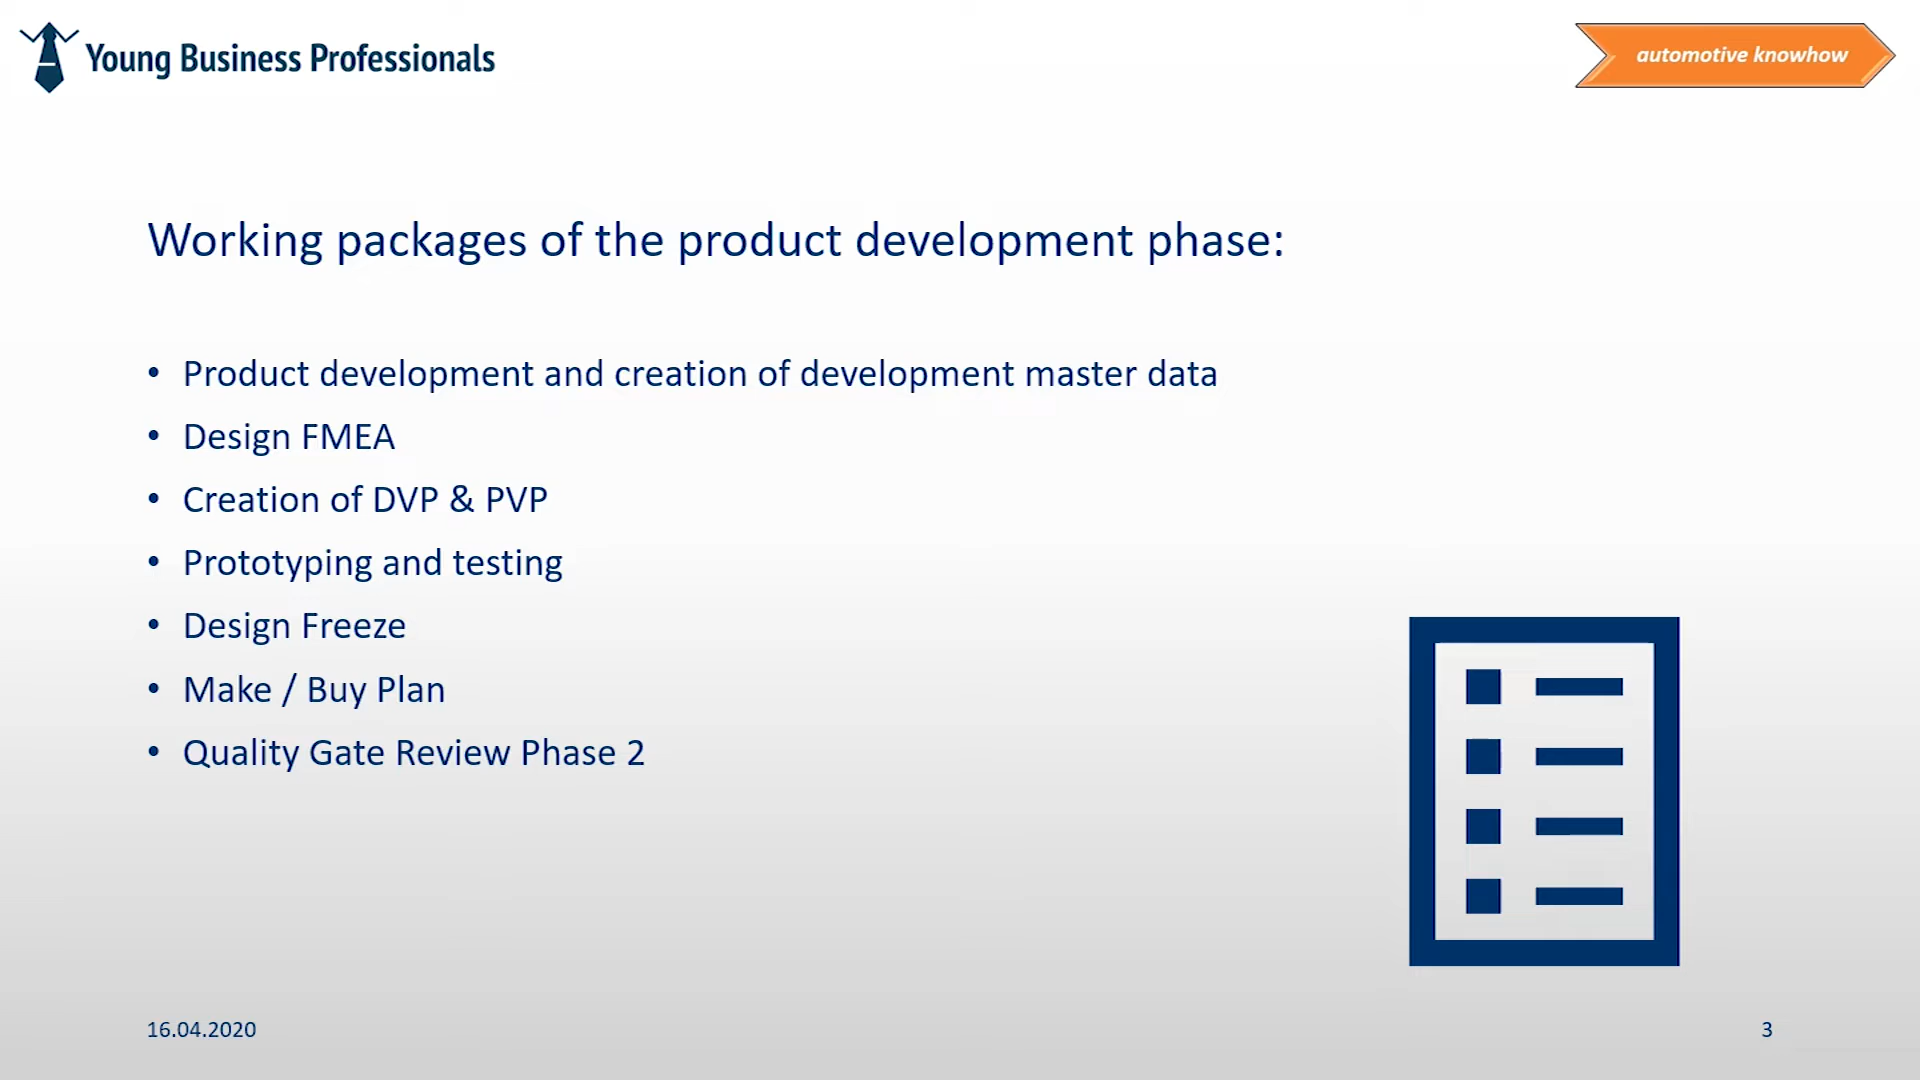 Young Business Professionals
automotive knowhow
Working packages of the product development phase:
• Product development and creation of development master data
• Design FMEA
• Creation of DVP & PVP
• Prototyping and testing
• Design Freeze
• Make / Buy Plan
• Quality Gate Review Phase 2
16.04.2020
3